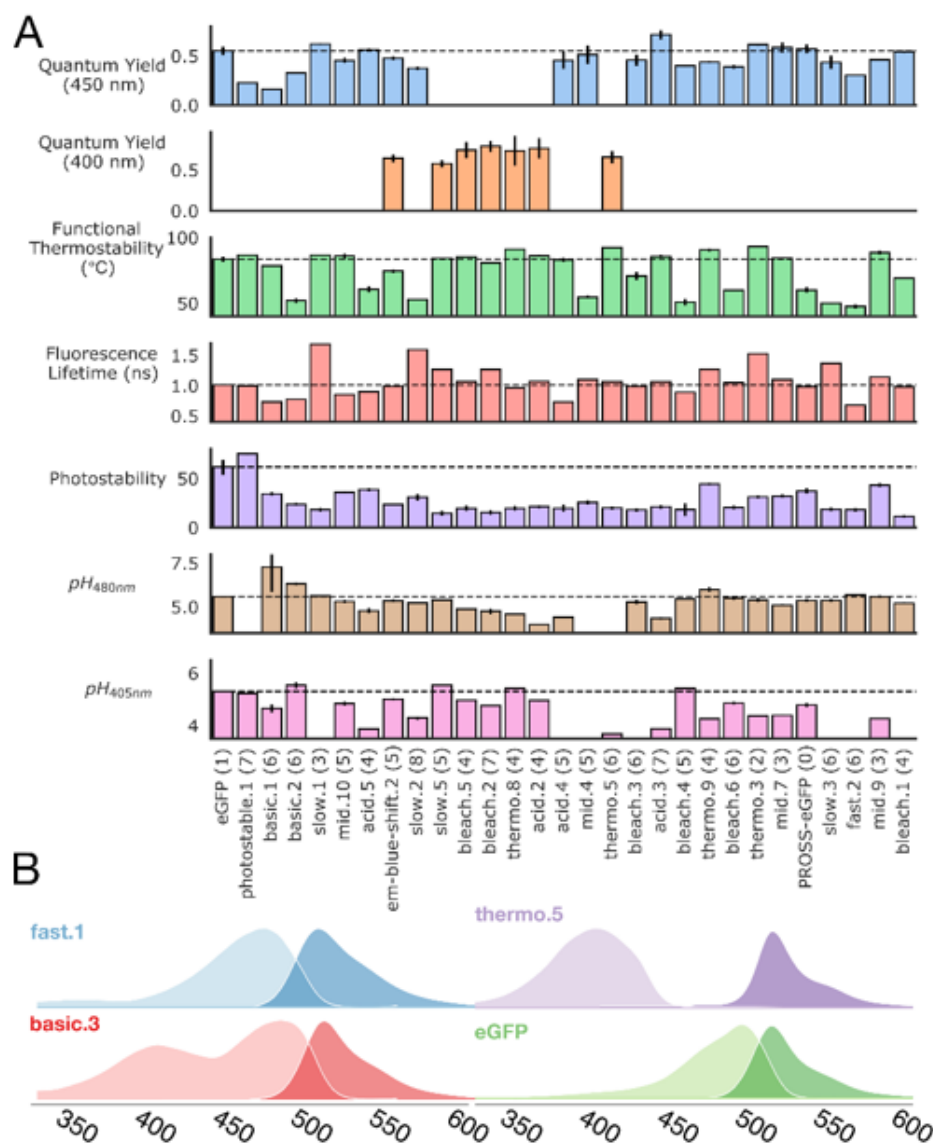 A
Quantum Yield
(450 nm)
0.5
0.0
Quantum Yield
(400 nm)
0.5
0.0
Functional
Thermostability
(°C)
100
50
Fluorescence
Lifetime (ns)
1.5
1.0
0.5
Photostability
50
0
pH480nm
7.5
5.0
pH405nm
6
4
eGFP (1)
photostable.1 (7)
basic.1 (6)
basic.2 (6)
slow.1 (3)
mid.10 (5)
acid.5 (4)
em-blue-shift.2 (5)
slow.2 (8)
slow.5 (5)
bleach.5 (4)
bleach.2 (7)
thermo.8 (4)
acid.2 (4)
acid.4 (5)
mid.4 (5)
thermo.5 (6)
bleach.3 (6)
acid.3 (7)
bleach.4 (5)
thermo.9 (4)
bleach.6 (6)
thermo.3 (2)
mid.7 (3)
PROSS-eGFP (0)
slow.3 (6)
fast.2 (6)
mid.9 (3)
bleach.1 (4)
B
fast.1
thermo.5
basic.3
eGFP
350 400 450 500 550 600 350 400 450 500 550 600